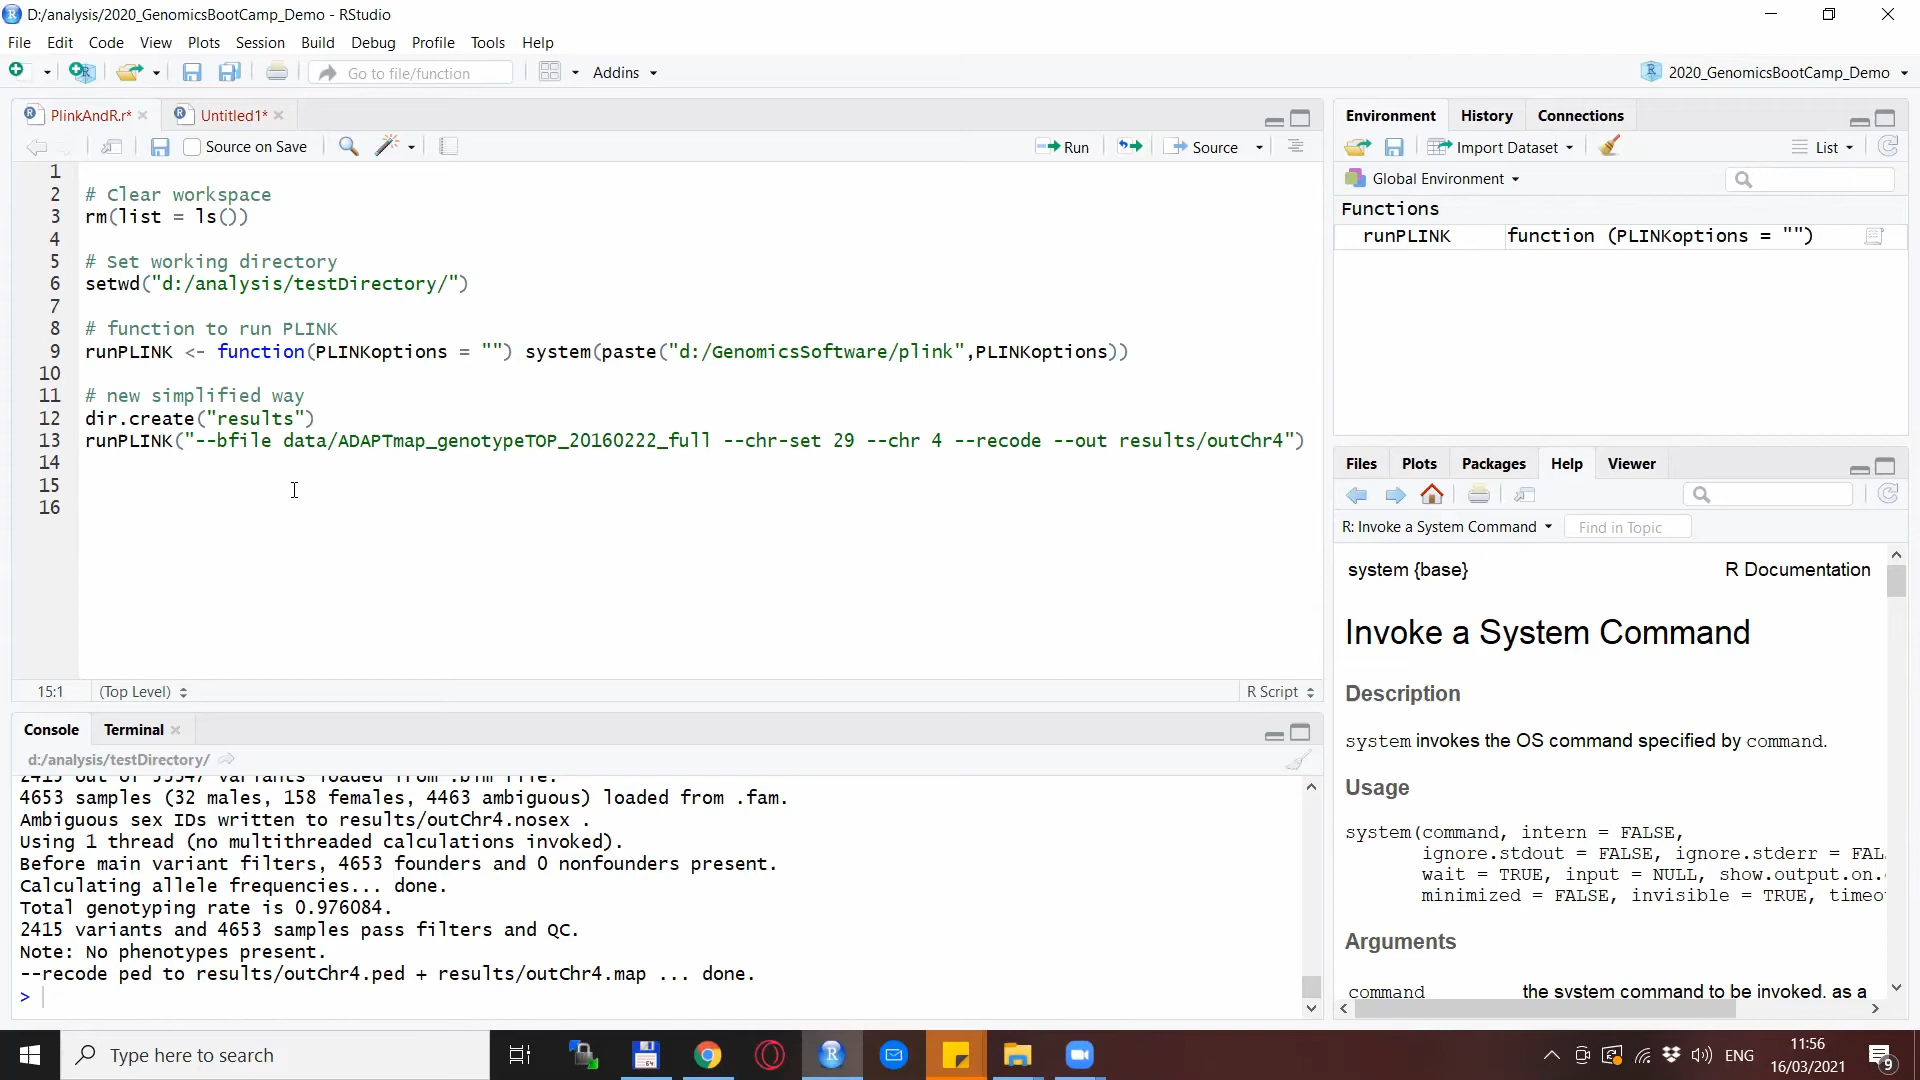 D:/analysis/2020_GenomicsBootCamp_Demo - RStudio
File Edit Code View Plots Session Build Debug Profile Tools Help
Go to file/function
Addins
2020_GenomicsBootCamp_Demo
PlinkAndR.r*
Untitled1*
Source on Save
Run
Source
1
2 # Clear workspace
3 rm(list = ls())
4
5 # Set working directory
6 setwd("d:/analysis/testDirectory/")
7
8 # function to run PLINK
9 runPLINK <- function(PLINKoptions = "") system(paste("d:/GenomicsSoftware/plink",PLINKoptions))
10
11 # new simplified way
12 dir.create("results")
13 runPLINK("--bfile data/ADAPTmap_genotypeTOP_20160222_full --chr-set 29 --chr 4 --recode --out results/outChr4")
14
15
16
15:1 (Top Level) R Script
Console Terminal
d:/analysis/testDirectory/
2415 out of 53347 variants loaded from .bim file.
4653 samples (32 males, 158 females, 4463 ambiguous) loaded from .fam.
Ambiguous sex IDs written to results/outChr4.nosex .
Using 1 thread (no multithreaded calculations invoked).
Before main variant filters, 4653 founders and 0 nonfounders present.
Calculating allele frequencies... done.
Total genotyping rate is 0.976084.
2415 variants and 4653 samples pass filters and QC.
Note: No phenotypes present.
--recode ped to results/outChr4.ped + results/outChr4.map ... done.
>
Environment History Connections
Import Dataset
List
Global Environment
Functions
runPLINK function (PLINKoptions = "")
Files Plots Packages Help Viewer
R: Invoke a System Command
Find in Topic
system {base} R Documentation
Invoke a System Command
Description
system invokes the OS command specified by command.
Usage
system(command, intern = FALSE,
ignore.stdout = FALSE, ignore.stderr = FAL
wait = TRUE, input = NULL, show.output.on.
minimized = FALSE, invisible = TRUE, timeo
Arguments
command the system command to be invoked, as a
Type here to search
64
ENG
11:56
16/03/2021
9